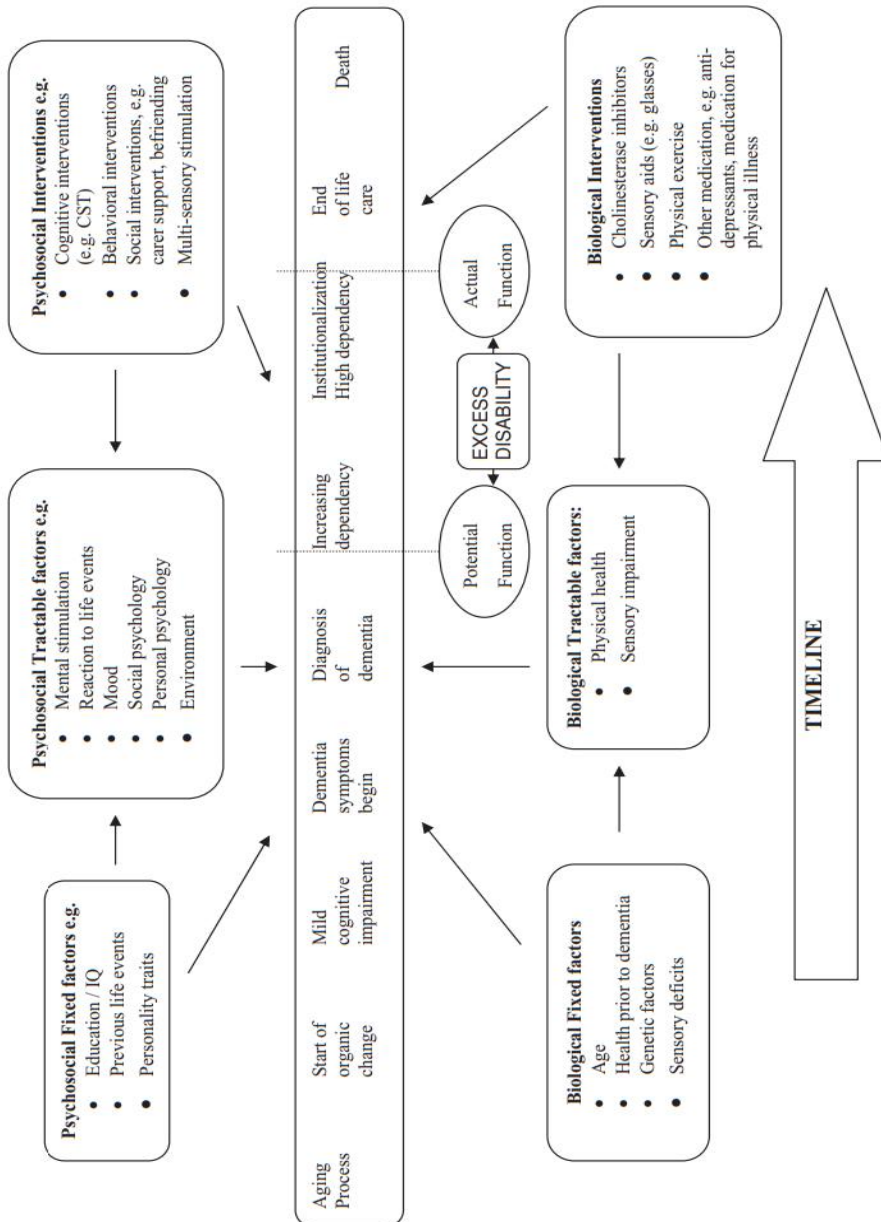 Psychosocial Fixed factors e.g.
• Education / IQ
• Previous life events
• Personality traits
Psychosocial Tractable factors e.g.
• Mental stimulation
• Reaction to life events
• Mood
• Social psychology
• Personal psychology
• Environment
Psychosocial Interventions e.g.
• Cognitive interventions
(e.g. CST)
• Behavioral interventions
• Social interventions, e.g.
carer support, befriending
• Multi-sensory stimulation
Aging
Process
Start of
organic
change
Mild
cognitive
impairment
Dementia
symptoms
begin
Diagnosis
of
dementia
Increasing
dependency
Institutionalization
High dependency
End
of life
care
Death
Potential
Function
EXCESS
DISABILITY
Actual
Function
Biological Fixed factors
• Age
• Health prior to dementia
• Genetic factors
• Sensory deficits
Biological Tractable factors:
• Physical health
• Sensory impairment
Biological Interventions
• Cholinesterase inhibitors
• Sensory aids (e.g. glasses)
• Physical exercise
• Other medication, e.g. anti-
depressants, medication for
physical illness
TIMELINE